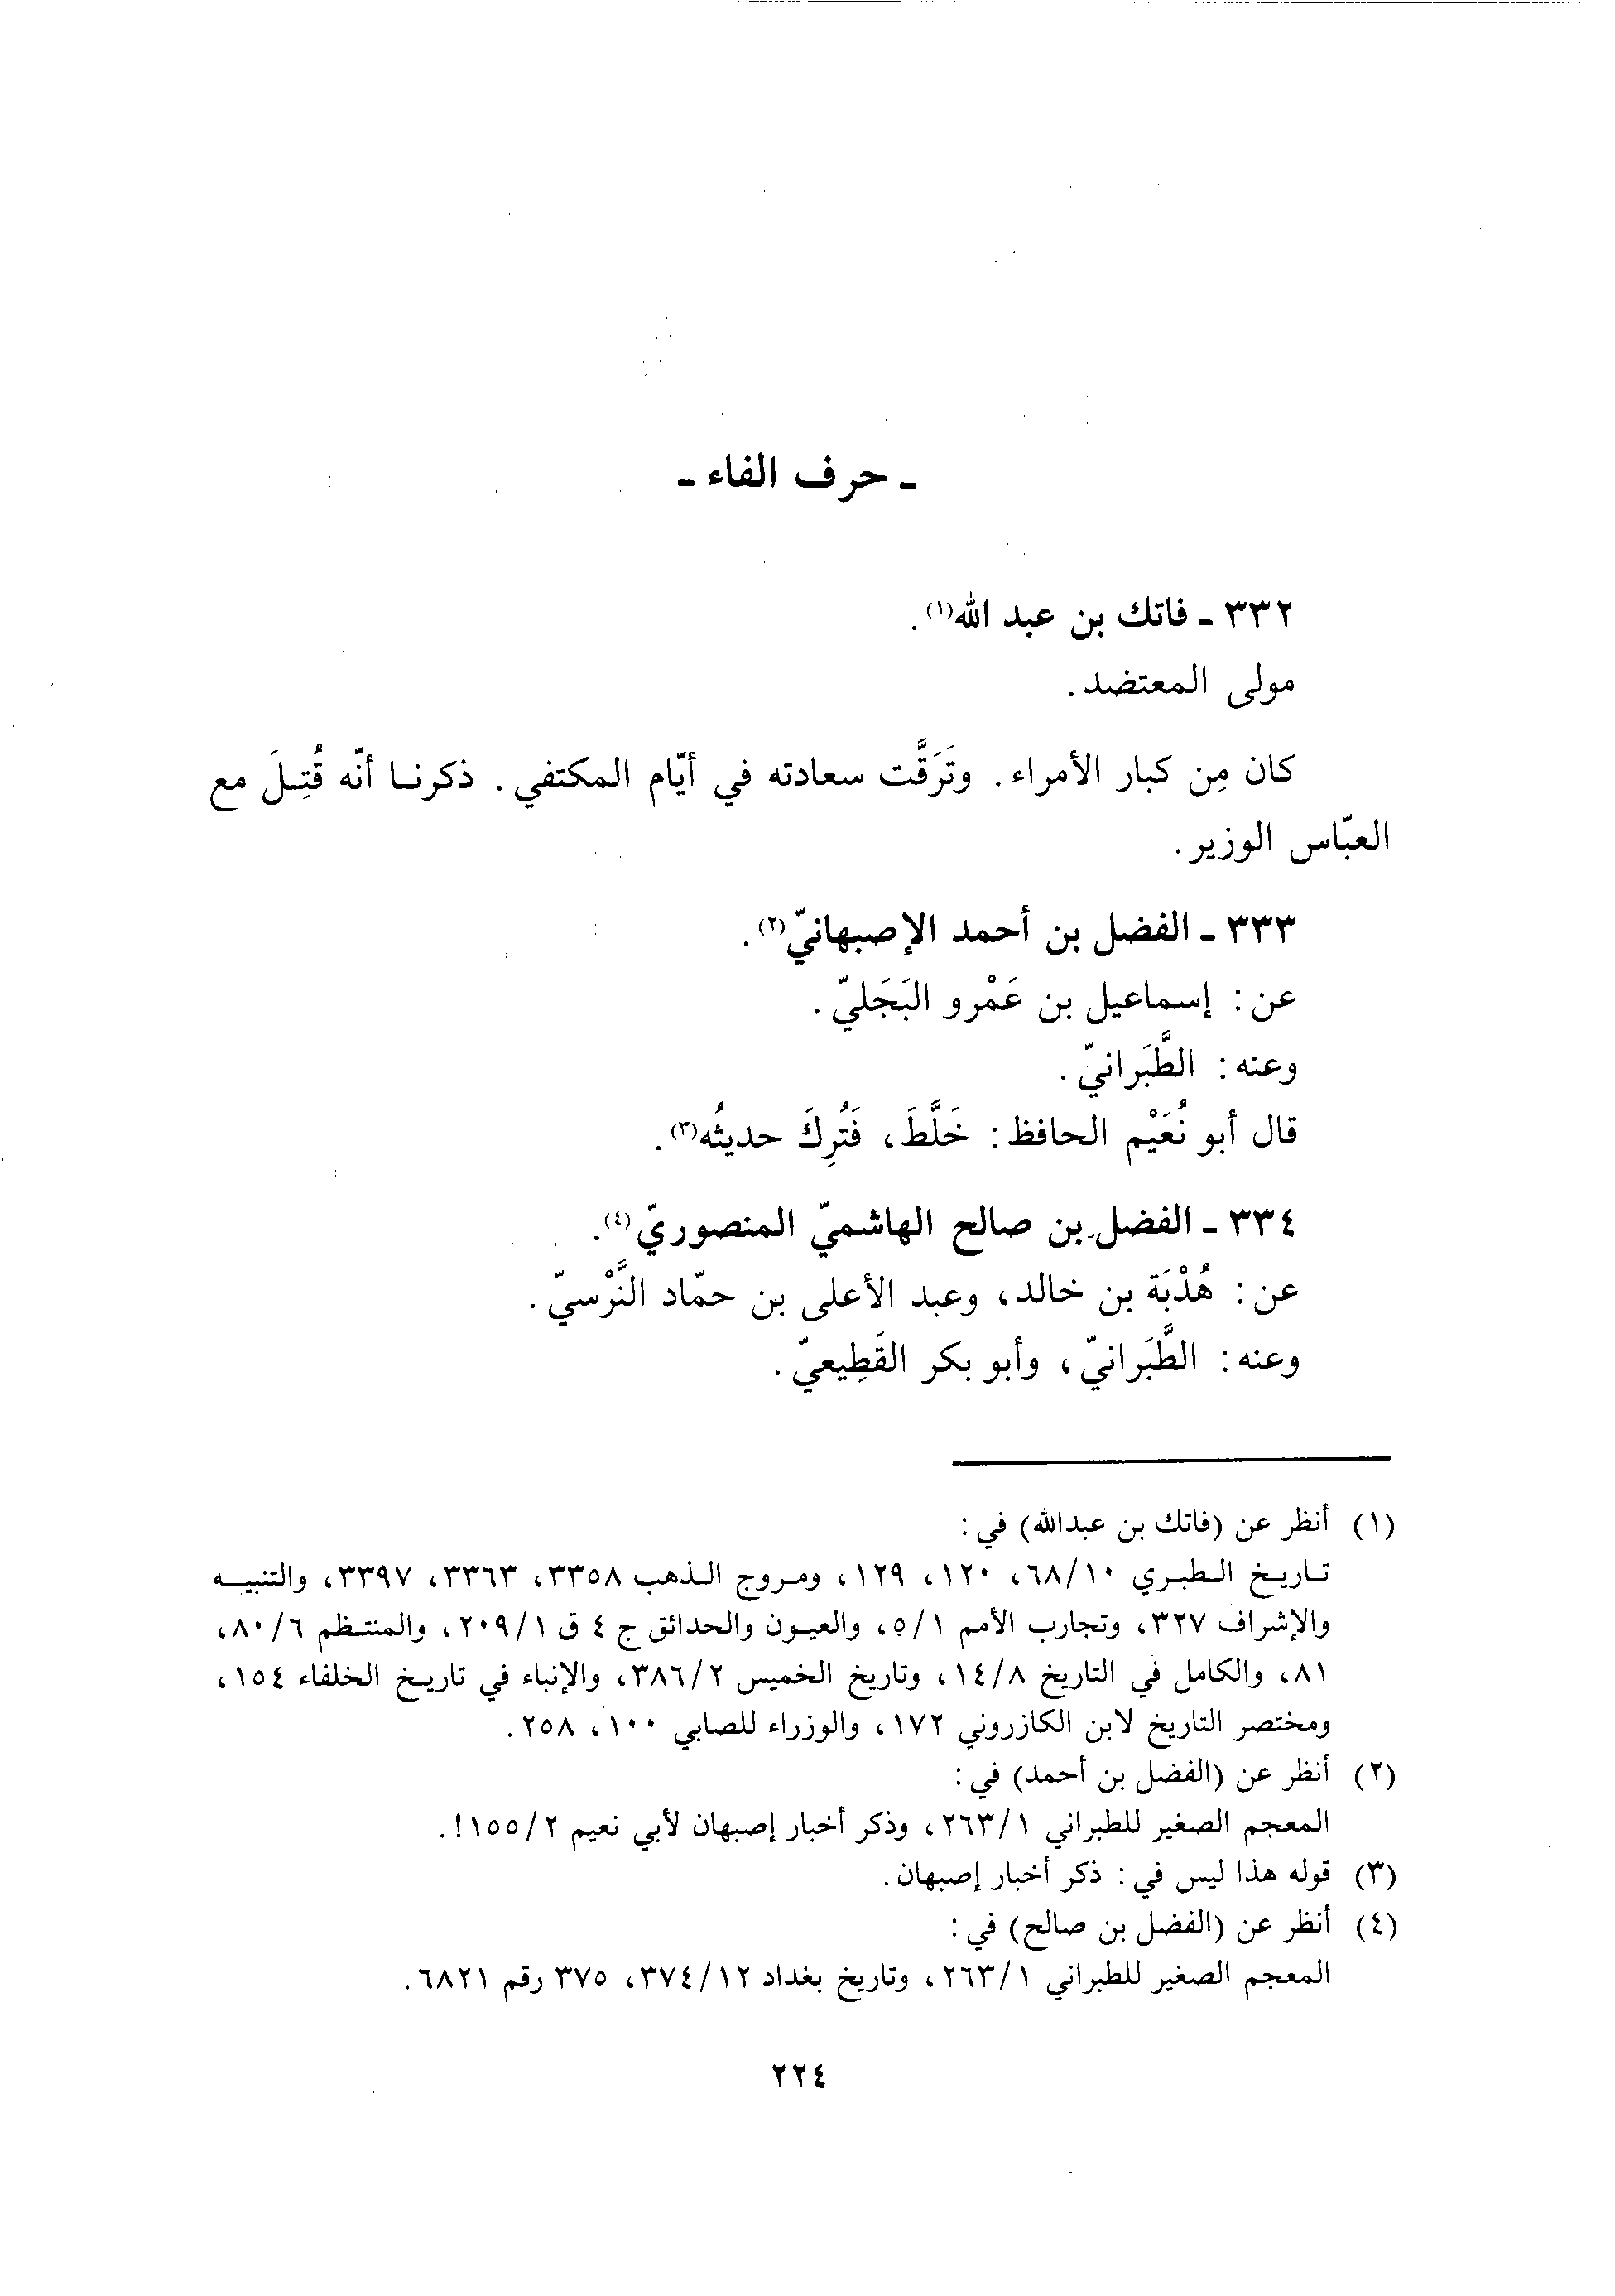 ـ حرف الفاء ـ
٣٣٢ ـ فاتك بن عبد الله(١).
مولى المعتضد.
كان مِن كبار الأمراء. وتَرَقَّت سعادته في أيّام المكتفي. ذكرنا أنّه قُتِلَ مع
العبّاس الوزير.
٣٣٣ ـ الفضل بن أحمد الإصبهانيّ(٢).
عن: إسماعيل بن عَمْرو البَجَليّ.
وعنه: الطَّبَرانيّ.
قال أبو نُعَيْم الحافظ: خَلَّطَ، فَتُرِكَ حديثُه(٣).
٣٣٤ ـ الفضل بن صالح الهاشميّ المنصوريّ(٤).
عن: هُدْبَة بن خالد، وعبد الأعلى بن حمّاد النَّرْسيّ.
وعنه: الطَّبَرانيّ، وأبو بكر القَطِيعيّ.
(١) أنظر عن (فاتك بن عبدالله) في:
تاريخ الطبري ١٠/٦٨، ١٢٠، ١٢٩، ومروج الذهب ٣٣٥٨، ٣٣٦٣، ٣٣٩٧، والتنبيه
والإشراف ٣٢٧، وتجارب الأمم ١/٥، والعيون والحدائق ج ٤ ق ١/٢٠٩، والمنتظم ٦/٨٠،
٨١، والكامل في التاريخ ٨/١٤، وتاريخ الخميس ٢/٣٨٦، والإنباء في تاريخ الخلفاء ١٥٤،
ومختصر التاريخ لابن الكازروني ١٧٢، والوزراء للصابي ١٠٠، ٢٥٨.
(٢) أنظر عن (الفضل بن أحمد) في:
المعجم الصغير للطبراني ١/٢٦٣، وذكر أخبار إصبهان لأبي نعيم ٢/١٥٥!.
(٣) قوله هذا ليس في: ذكر أخبار إصبهان.
(٤) أنظر عن (الفضل بن صالح) في:
المعجم الصغير للطبراني ١/٢٦٣، وتاريخ بغداد ١٢/٣٧٤، ٣٧٥ رقم ٦٨٢١.
٢٢٤